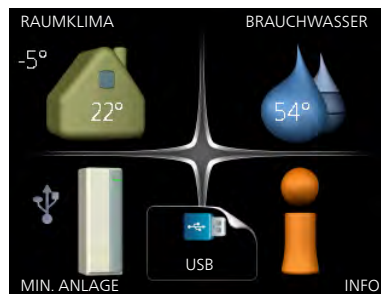 RAUMKLIMA
BRAUCHWASSER
-5°
22°
54°
USB
MIN. ANLAGE
INFO